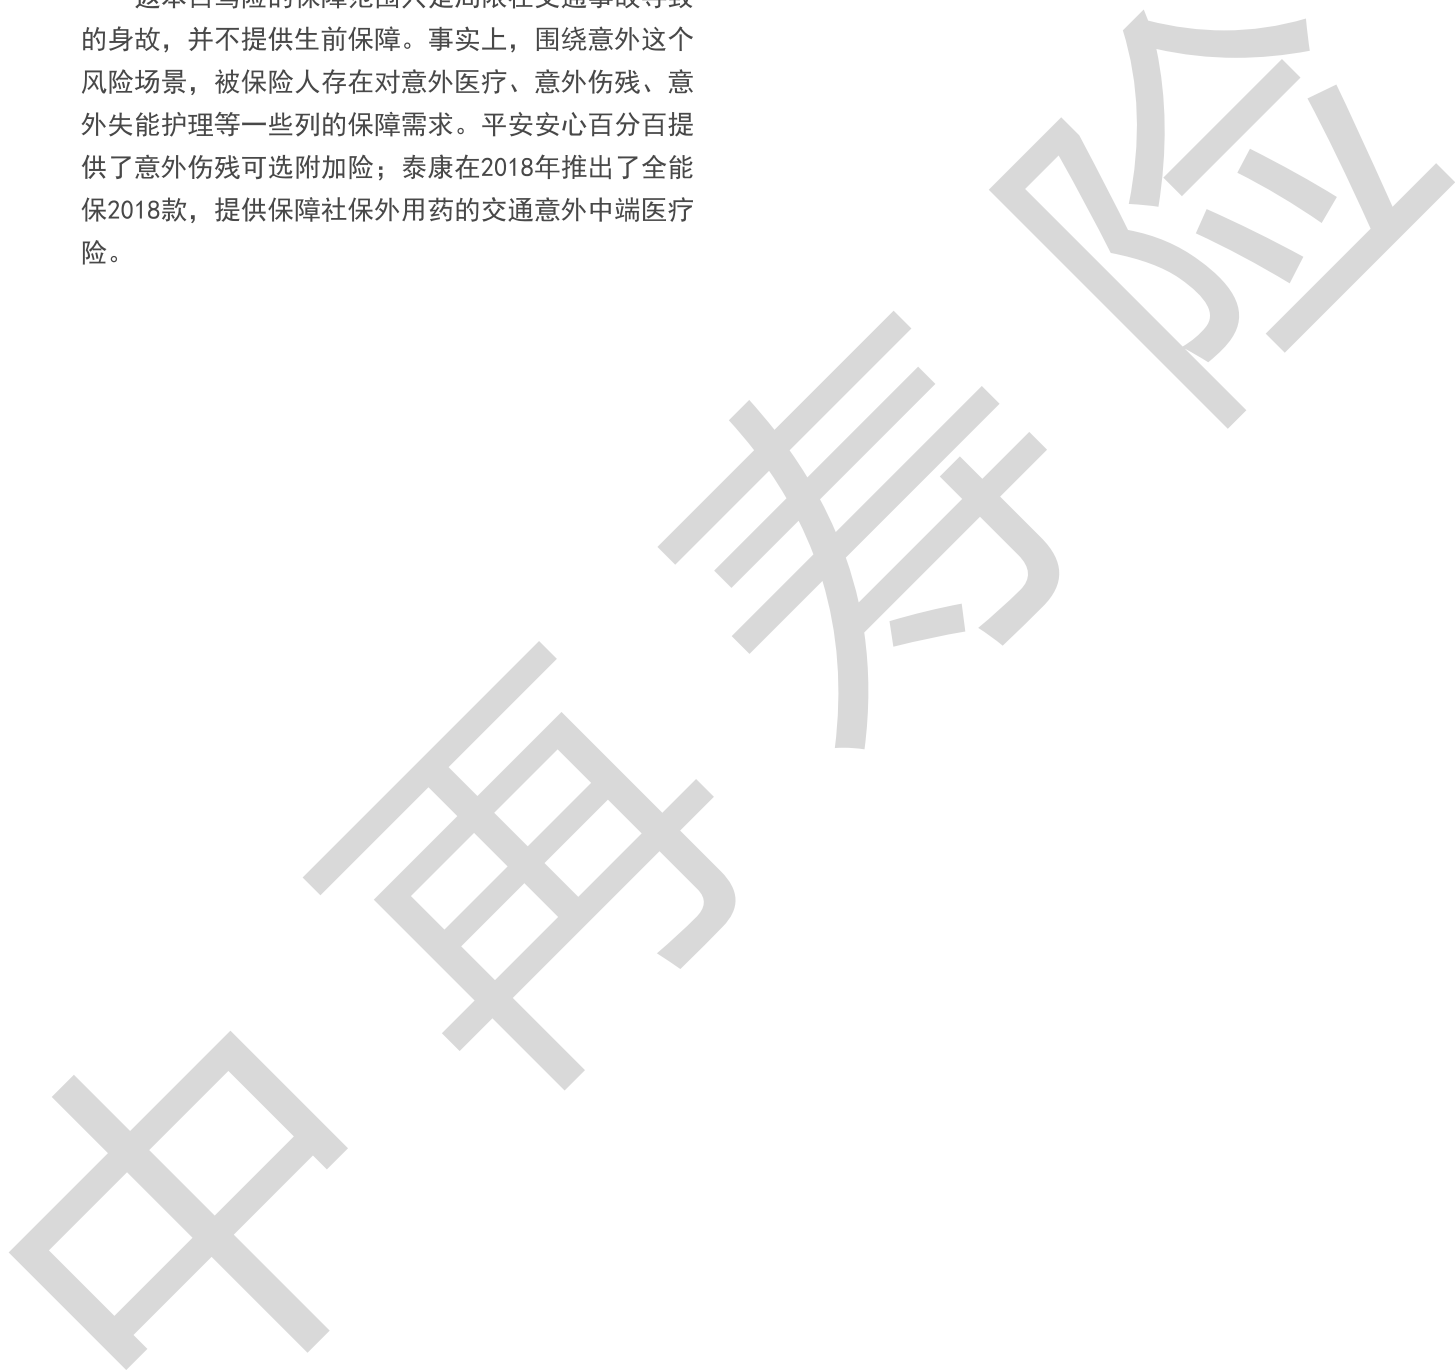 的身故，并不提供生前保障。事实上，围绕意外这个
风险场景，被保险人存在对意外医疗、意外伤残、意
外失能护理等一些列的保障需求。平安安心百分百提
供了意外伤残可选附加险；泰康在2018年推出了全能
保2018款，提供保障社保外用药的交通意外中端医疗
险。
中再寿险